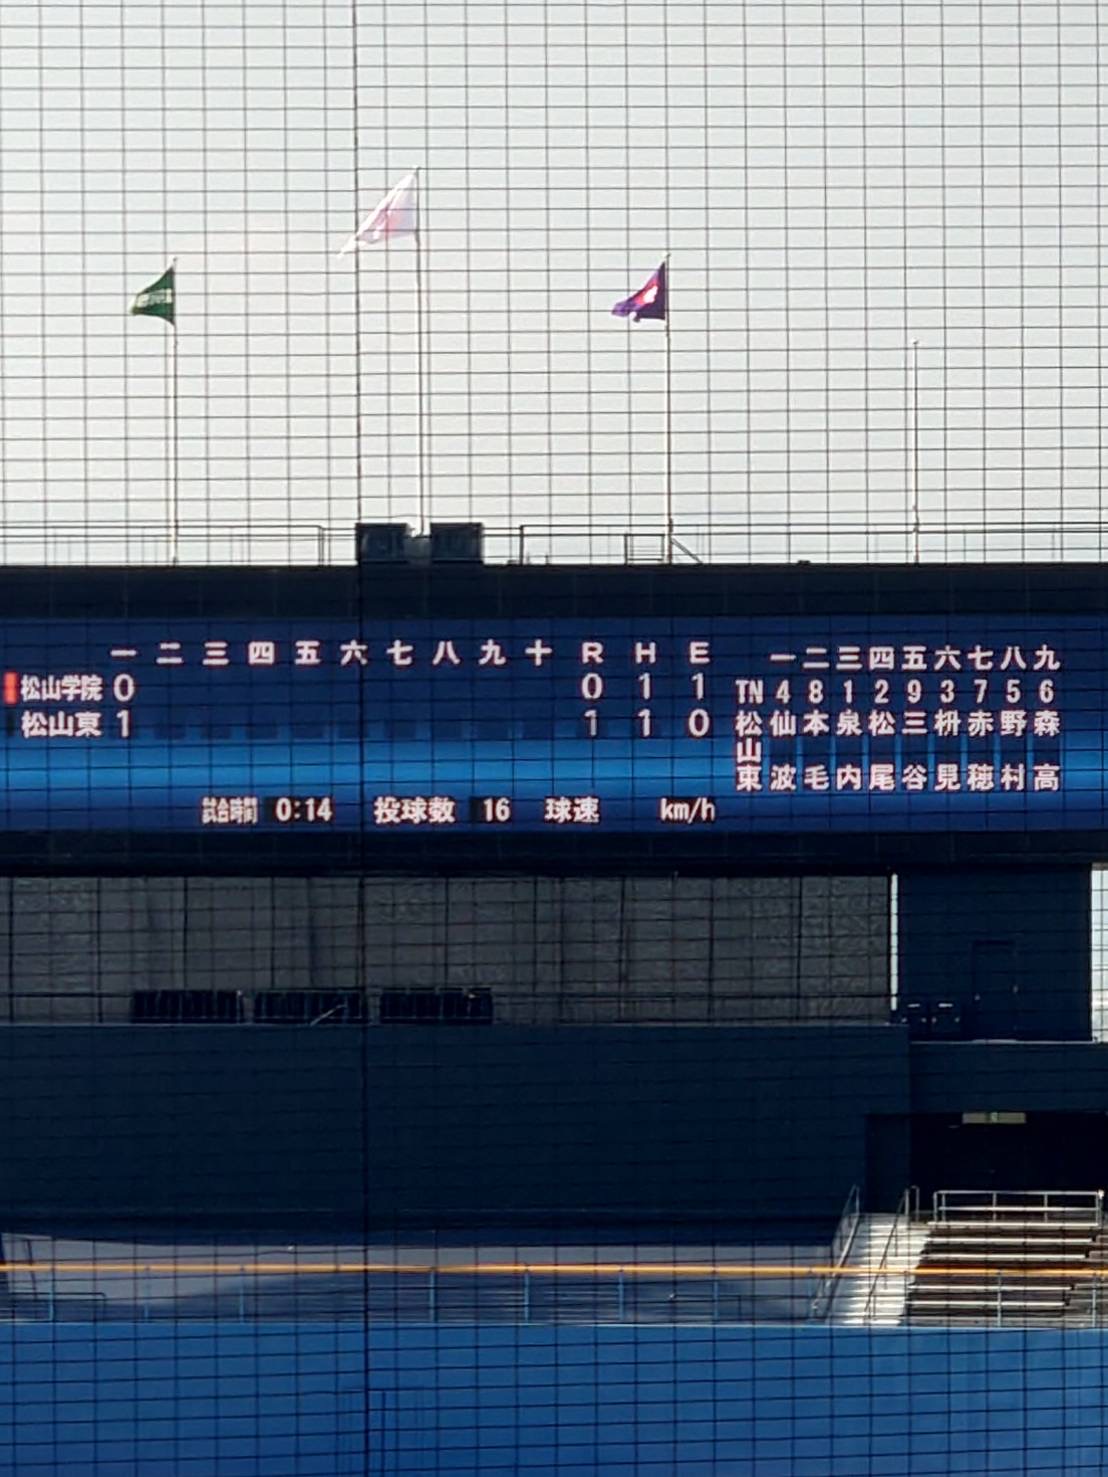 一 二 三 四 五 六 七 八 九 十 R H E
松山学院 0 0 1 1
松山東 1 1 1 0
試合時間 0:14 投球数 16 球速 km/h
一 二 三 四 五 六 七 八 九
TN 4 8 1 2 9 3 7 5 6
松山東 仙波 本毛 泉内 松尾 三谷 枡見 赤穂 野村 森高